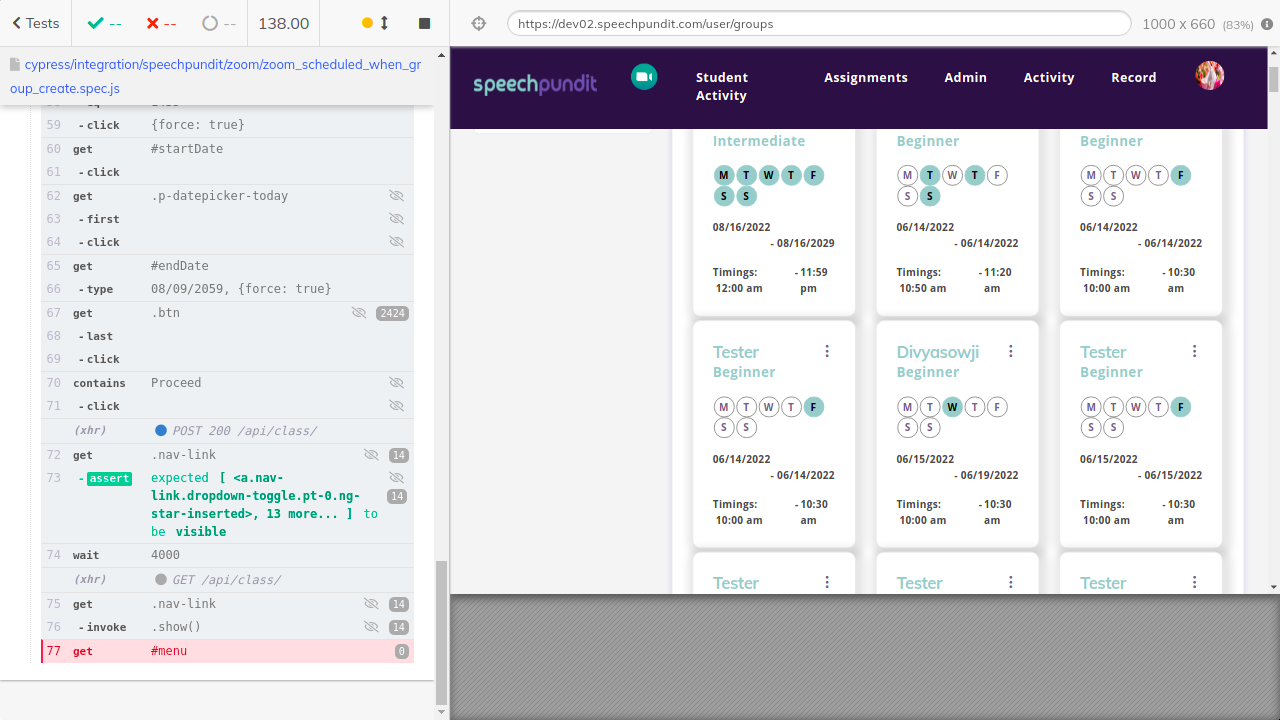 Tests
--
--
--
138.00
https://dev02.speechpundit.com/user/groups
1000 x 660 (83%)
cypress/integration/speechpundit/zoom/zoom_scheduled_when_gr
oup_create.spec.js
59 - click {force: true}
60 get #startDate
61 - click
62 get .p-datepicker-today
63 - first
64 - click
65 get #endDate
66 - type 08/09/2059, {force: true}
67 get .btn 2424
68 - last
69 - click
70 contains Proceed
71 - click
(xhr) POST 200 /api/class/
72 get .nav-link 14
73 - assert expected [ <a.nav-
link.dropdown-toggle.pt-0.ng- 14
star-inserted>, 13 more... ] to
be visible
74 wait 4000
(xhr) GET /api/class/
75 get .nav-link 14
76 - invoke .show() 14
77 get #menu 0
speechpundit
Student
Activity
Assignments
Admin
Activity
Record
Intermediate
M T W T F
S S
08/16/2022
- 08/16/2029
Timings: - 11:59
12:00 am pm
Beginner
M T W T F
S S
06/14/2022
- 06/14/2022
Timings: - 11:20
10:50 am am
Beginner
M T W T F
S S
06/14/2022
- 06/14/2022
Timings: - 10:30
10:00 am am
Tester
Beginner
M T W T F
S S
06/14/2022
- 06/14/2022
Timings: - 10:30
10:00 am am
Divyasowji
Beginner
M T W T F
S S
06/15/2022
- 06/19/2022
Timings: - 10:30
10:00 am am
Tester
Beginner
M T W T F
S S
06/15/2022
- 06/15/2022
Timings: - 10:30
10:00 am am
Tester
Tester
Tester